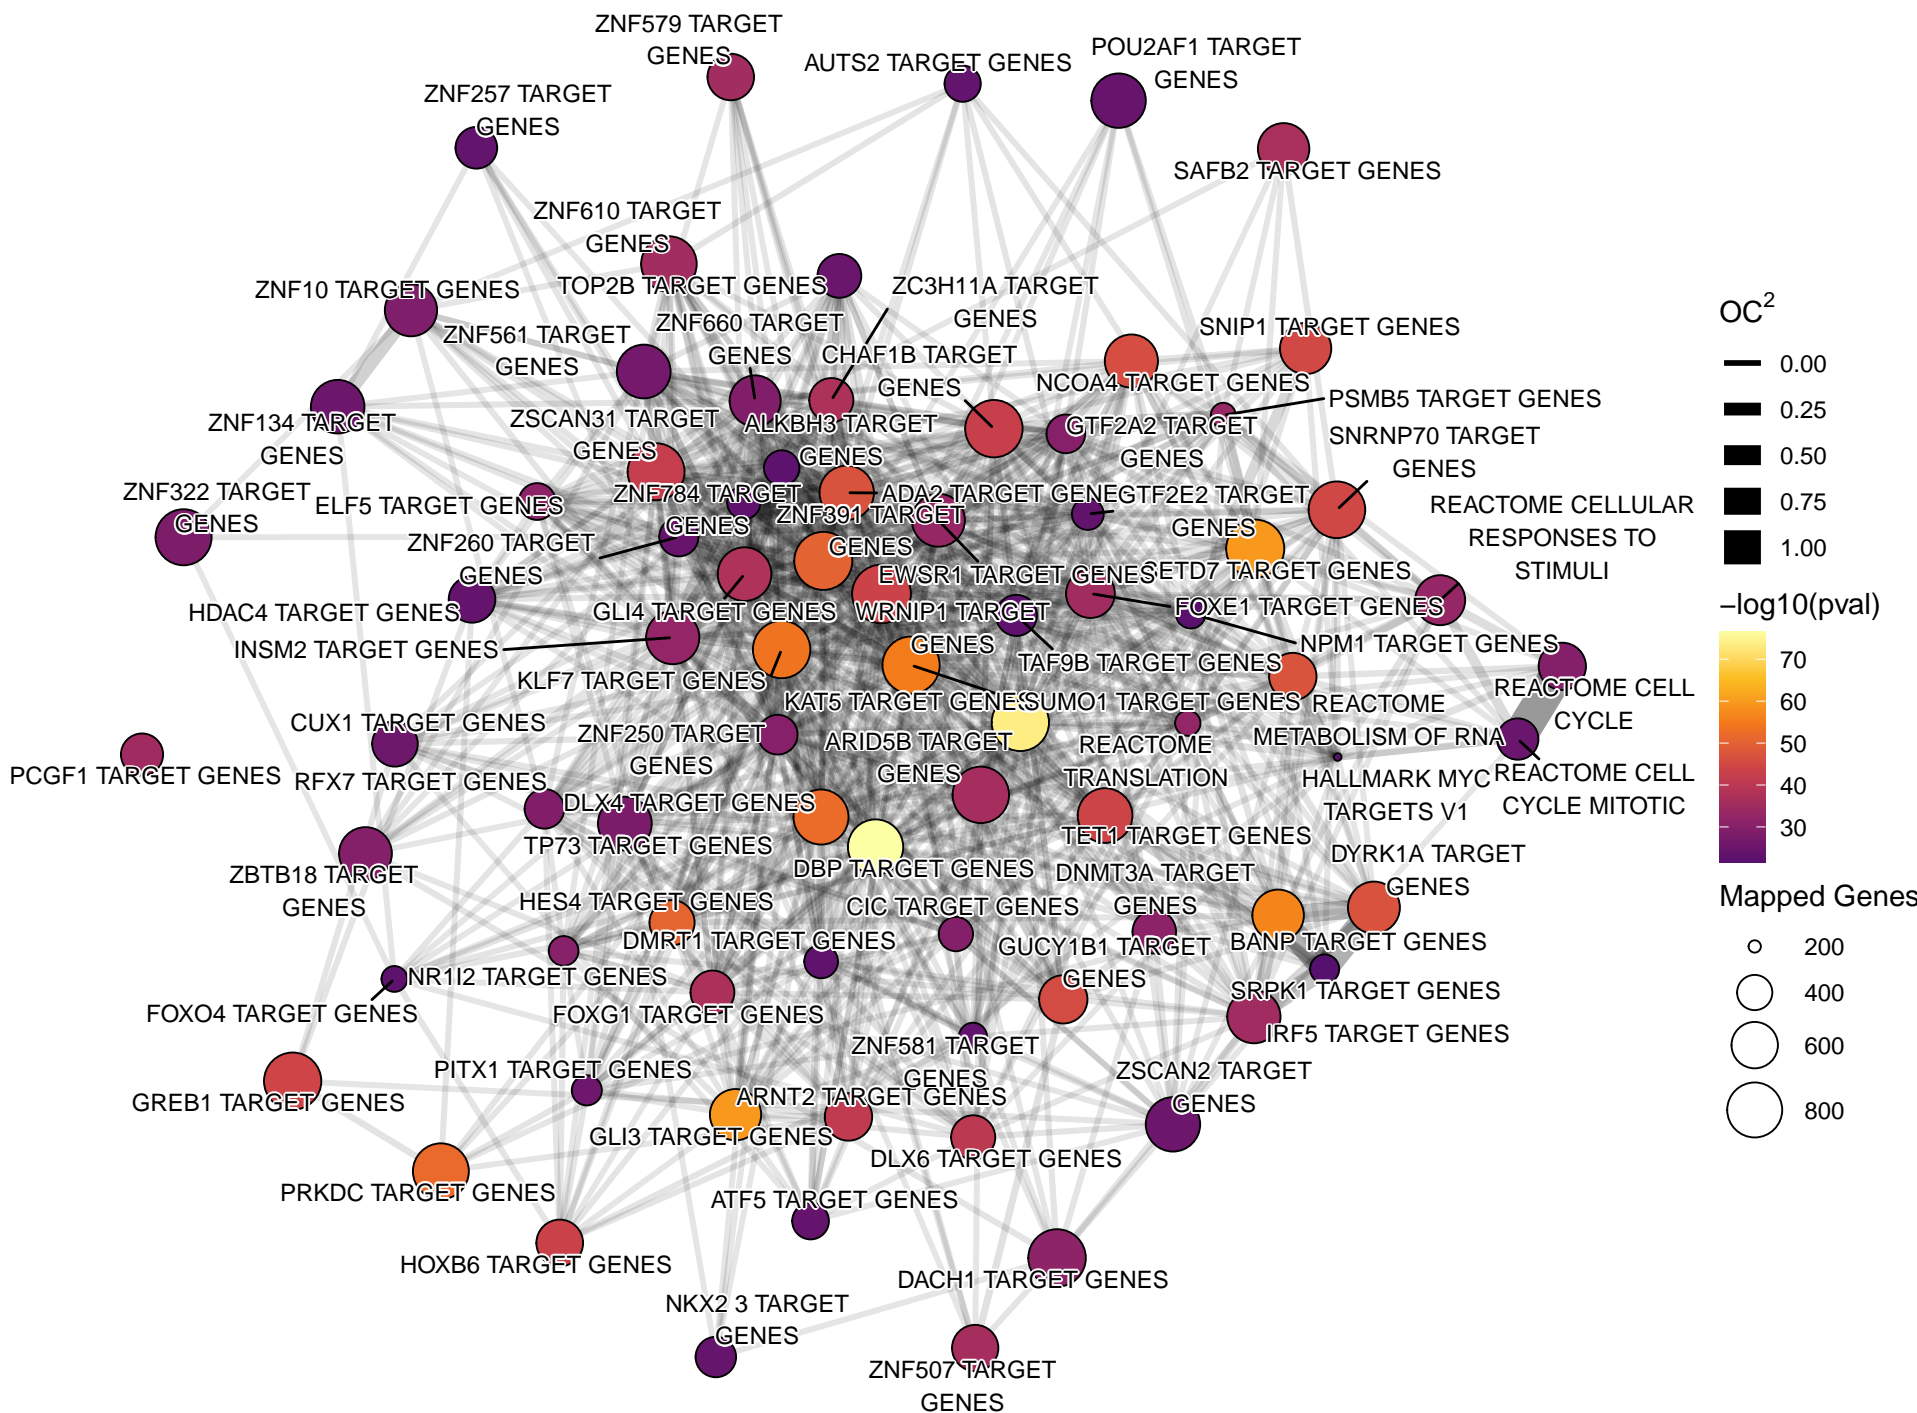 ZNF579 TARGET
GENES
AUTS2 TARGET GENES
POU2AF1 TARGET
GENES
ZNF257 TARGET
GENES
SAFB2 TARGET GENES
ZNF610 TARGET
GENES
TOP2B TARGET GENES
ZC3H11A TARGET
GENES
ZNF10 TARGET GENES
ZNF561 TARGET
GENES
ZNF660 TARGET
GENES
CHAF1B TARGET
GENES
NCOA4 TARGET GENES
SNIP1 TARGET GENES
PSMB5 TARGET GENES
ZNF134 TARGET
GENES
ZSCAN31 TARGET
GENES
ALKBH3 TARGET
GENES
GTF2A2 TARGET
GENES
SNRNP70 TARGET
GENES
ZNF322 TARGET
GENES
ELF5 TARGET GENES
ZNF784 TARGET
GENES
ADA2 TARGET GENES
GTF2E2 TARGET
GENES
ZNF391 TARGET
GENES
REACTOME CELLULAR
RESPONSES TO
STIMULI
ZNF260 TARGET
GENES
EWSR1 TARGET GENES
SETD7 TARGET GENES
HDAC4 TARGET GENES
GLI4 TARGET GENES
WRNIP1 TARGET
GENES
FOXE1 TARGET GENES
NPM1 TARGET GENES
INSM2 TARGET GENES
TAF9B TARGET GENES
KLF7 TARGET GENES
KAT5 TARGET GENES
SUMO1 TARGET GENES
REACTOME
METABOLISM OF RNA
REACTOME CELL
CYCLE
CUX1 TARGET GENES
ZNF250 TARGET
GENES
ARID5B TARGET
GENES
REACTOME
TRANSLATION
HALLMARK MYC
TARGETS V1
REACTOME CELL
CYCLE MITOTIC
PCGF1 TARGET GENES
RFX7 TARGET GENES
DLX4 TARGET GENES
TP73 TARGET GENES
TET1 TARGET GENES
DBP TARGET GENES
ZBTB18 TARGET
GENES
DNMT3A TARGET
GENES
DYRK1A TARGET
GENES
HES4 TARGET GENES
CIC TARGET GENES
DMRT1 TARGET GENES
GUCY1B1 TARGET
GENES
BANP TARGET GENES
NR1I2 TARGET GENES
SRPK1 TARGET GENES
FOXO4 TARGET GENES
FOXG1 TARGET GENES
IRF5 TARGET GENES
ZNF581 TARGET
GENES
PITX1 TARGET GENES
ZSCAN2 TARGET
GENES
GREB1 TARGET GENES
ARNT2 TARGET GENES
GLI3 TARGET GENES
DLX6 TARGET GENES
PRKDC TARGET GENES
ATF5 TARGET GENES
HOXB6 TARGET GENES
DACH1 TARGET GENES
NKX2 3 TARGET
GENES
ZNF507 TARGET
GENES
OC2
0.00
0.25
0.50
0.75
1.00
−log10(pval)
70
60
50
40
30
Mapped Genes
200
400
600
800